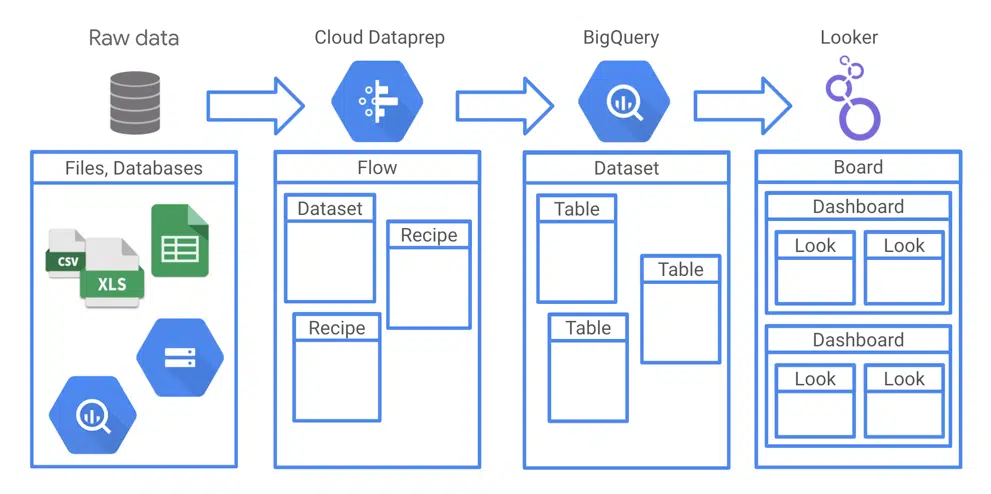 Raw data
Cloud Dataprep
BigQuery
Looker
Files, Databases
CSV
XLS
Flow
Dataset
Recipe
Recipe
Dataset
Table
Table
Table
Board
Dashboard
Look
Look
Dashboard
Look
Look